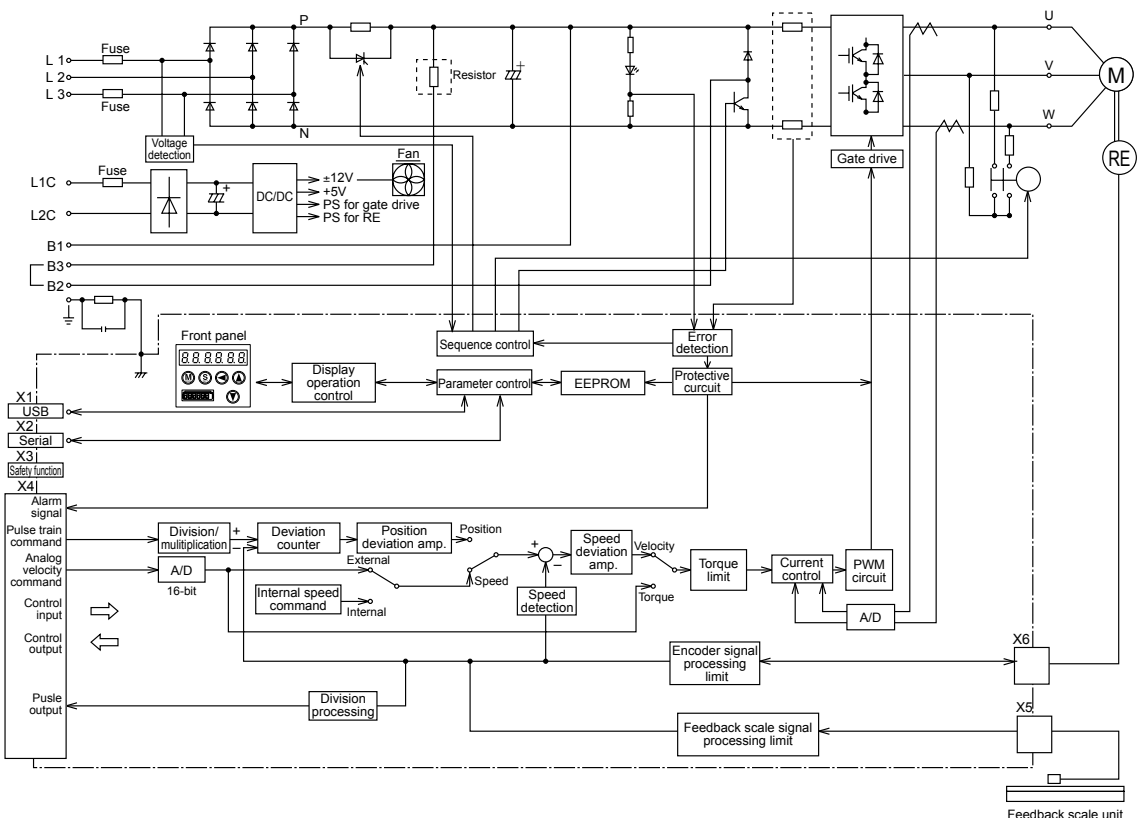 P
U
Fuse
L 1
L 2
Resistor
+
V
M
L 3
Fuse
N
W
Voltage
detection
Gate drive
RE
Fuse
Fan
L1C
±12V
+5V
+
DC/DC
PS for gate drive
PS for RE
L2C
B1
B3
B2
Front panel
8.8.8.8.8.8.
M S
Sequence control
Error
detection
Display
operation
control
Parameter control
EEPROM
Protective
curcuit
X1
USB
X2
Serial
X3
Safety function
X4
Alarm
signal
Pulse train
command
Division/
mulitiplication
+
−
Deviation
counter
Position
deviation amp.
Position
Analog
velocity
command
A/D
16-bit
External
Internal speed
command
Internal
Speed
+
−
Speed
deviation
amp.
Speed
detection
Velocity
Torque
Torque
limit
Current
control
PWM
circuit
A/D
Control
input
Control
output
Encoder signal
processing
limit
X6
Pusle
output
Division
processing
Feedback scale signal
processing limit
X5
Feedback scale unit